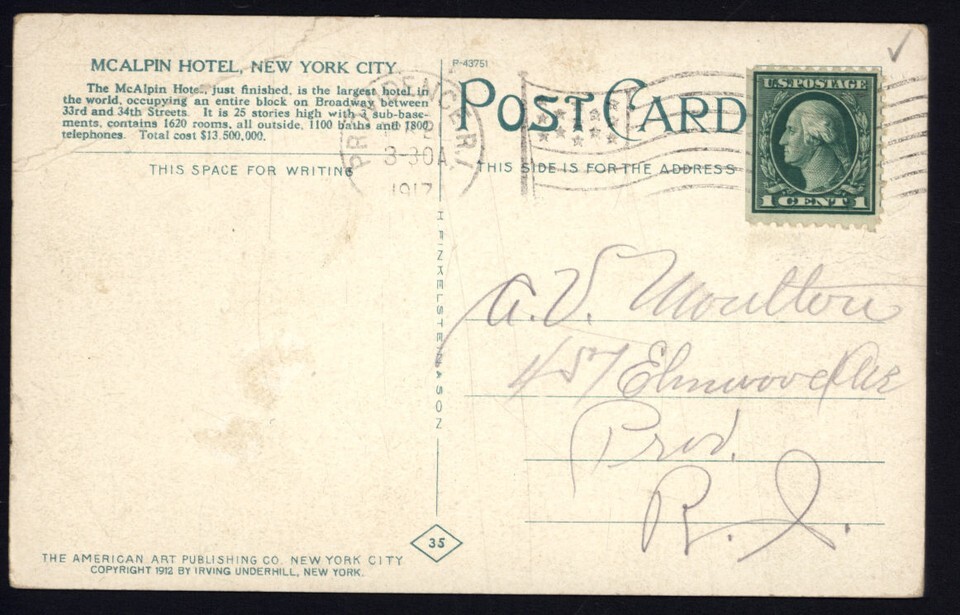 MCALPIN HOTEL, NEW YORK CITY
The McAlpin Hotel, just finished, is the largest hotel in
the world, occupying an entire block on Broadway between
33rd and 34th Streets. It is 25 stories high with 4 sub-base-
ments, contains 1620 rooms, all outside, 1100 baths and 1800
telephones. Total cost $13,500,000.
THIS SPACE FOR WRITING
P-43751
POST CARD
THIS SIDE IS FOR THE ADDRESS
PROVIDENCE, R.I.
3-30A
1917
U.S. POSTAGE
1 CENT 1
H FINKELSTEIN & SON
A. V. Moulton
457 Elmwood Ave
Prov.
R. I.
35
THE AMERICAN ART PUBLISHING CO. NEW YORK CITY
COPYRIGHT 1912 BY IRVING UNDERHILL, NEW YORK.